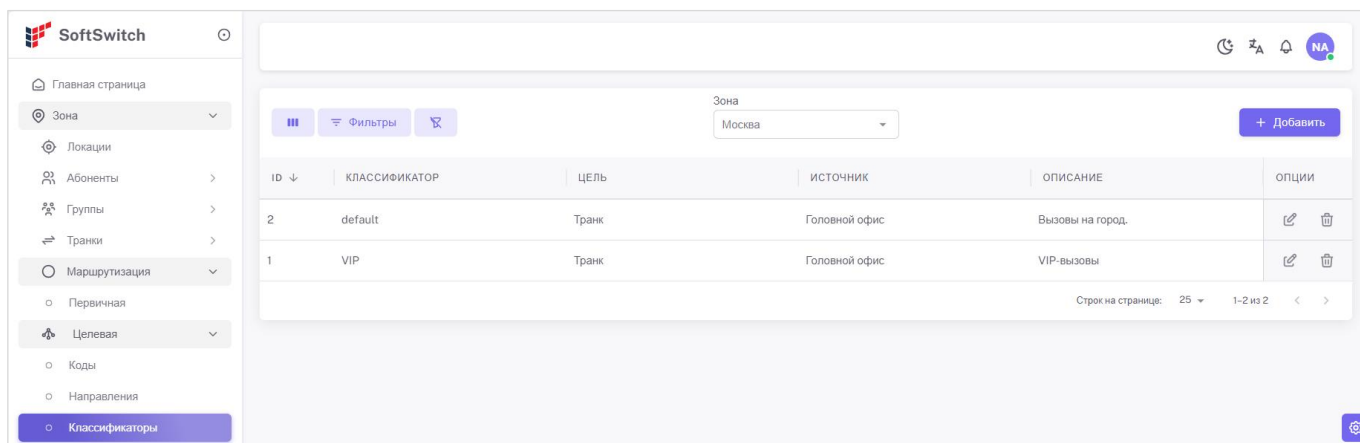 SoftSwitch
Главная страница
Зона
Локации
Абоненты
Группы
Транки
Маршрутизация
Первичная
Целевая
Коды
Направления
Классификаторы
NA
Зона
Фильтры
Москва
+ Добавить
ID КЛАССИФИКАТОР ЦЕЛЬ ИСТОЧНИК ОПИСАНИЕ ОПЦИИ
2 default Транк Головной офис Вызовы на город.
1 VIP Транк Головной офис VIP-вызовы
Строк на странице: 25 1-2 из 2